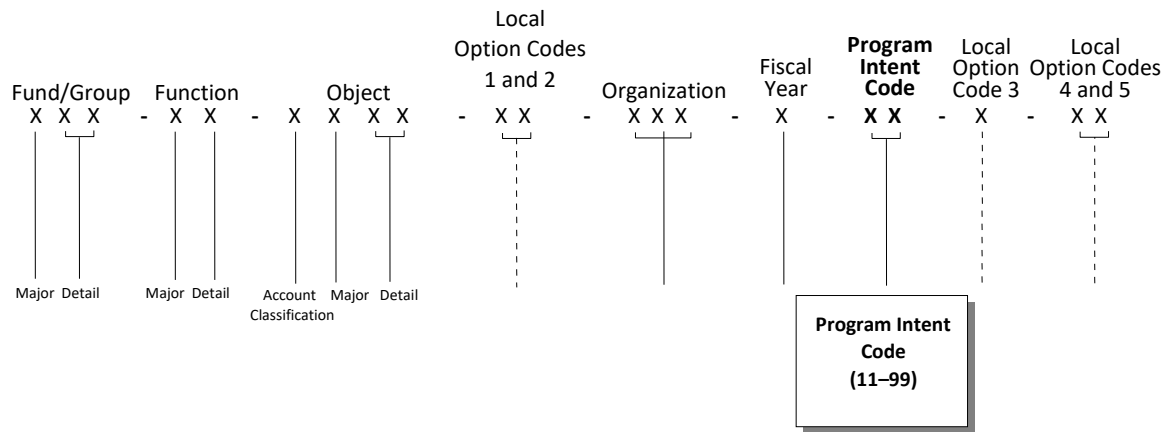 Local
Option Codes
1 and 2
Program
Intent
Code
Local
Option
Code 3
Local
Option Codes
4 and 5
Fiscal
Year
Fund/Group Function Object Organization
X X X - X X - X X X X - X X - X X X - X - X X - X - X X
Major Detail Major Detail Account Classification Major Detail
Program Intent
Code
(11–99)